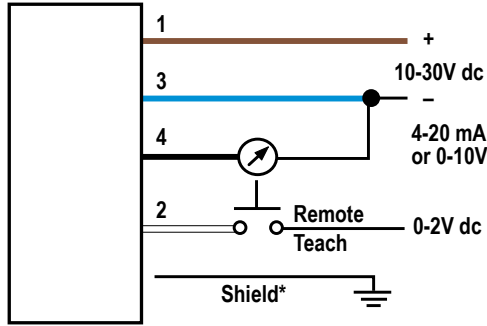 1
+
10-30V dc
3
–
4-20 mA
or 0-10V
4
2
Remote
Teach
0-2V dc
Shield*